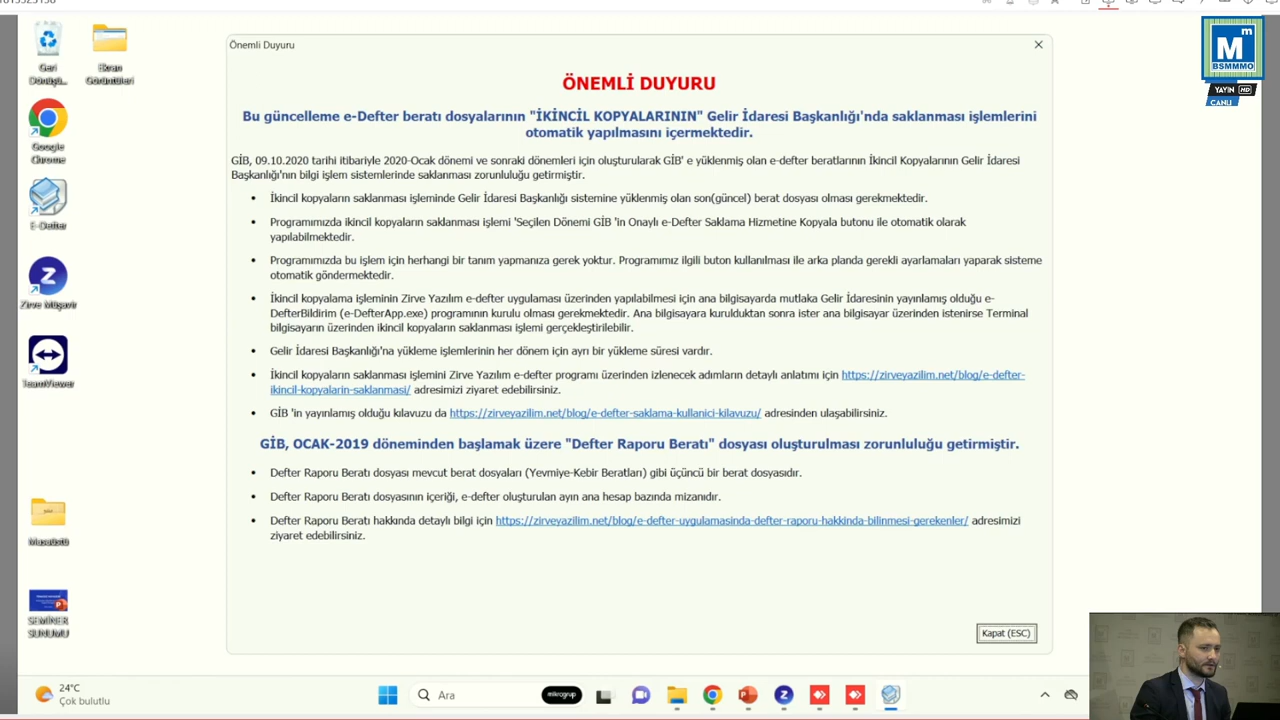 Önemli Duyuru
ÖNEMLİ DUYURU
Bu güncelleme e-Defter beratı dosyalarının "İKİNCİL KOPYALARININ" Gelir İdaresi Başkanlığı'nda saklanması işlemlerini
otomatik yapılmasını içermektedir.
GİB, 09.10.2020 tarihi itibariyle 2020-Ocak dönemi ve sonraki dönemleri için oluşturularak GİB' e yüklenmiş olan e-defter beratlarının İkincil Kopyalarının Gelir İdaresi
Başkanlığı'nın bilgi işlem sistemlerinde saklanması zorunluluğu getirmiştir.
• İkincil kopyaların saklanması işleminde Gelir İdaresi Başkanlığı sistemine yüklenmiş olan son(güncel) berat dosyası olması gerekmektedir.
• Programımızda ikincil kopyaların saklanması işlemi 'Seçilen Dönemi GİB 'in Onaylı e-Defter Saklama Hizmetine Kopyala butonu ile otomatik olarak
yapılabilmektedir.
• Programımızda bu işlem için herhangi bir tanım yapmanıza gerek yoktur. Programımız ilgili buton kullanılması ile arka planda gerekli ayarlamaları yaparak sisteme
otomatik göndermektedir.
• İkincil kopyalama işleminin Zirve Yazılım e-defter uygulaması üzerinden yapılabilmesi için ana bilgisayarda mutlaka Gelir İdaresinin yayınlamış olduğu e-
DefterBildirim (e-DefterApp.exe) programının kurulu olması gerekmektedir. Ana bilgisayara kurulduktan sonra ister ana bilgisayar üzerinden istenirse Terminal
bilgisayarın üzerinden ikincil kopyaların saklanması işlemi gerçekleştirilebilir.
• Gelir İdaresi Başkanlığı'na yükleme işlemlerinin her dönem için ayrı bir yükleme süresi vardır.
• İkincil kopyaların saklanması işlemini Zirve Yazılım e-defter programı üzerinden izlenecek adımların detaylı anlatımı için https://zirveyazilim.net/blog/e-defter-
ikincil-kopyalarin-saklanmasi/ adresimizi ziyaret edebilirsiniz.
• GİB 'in yayınlamış olduğu kılavuzu da https://zirveyazilim.net/blog/e-defter-saklama-kullanici-kilavuzu/ adresinden ulaşabilirsiniz.
GİB, OCAK-2019 döneminden başlamak üzere "Defter Raporu Beratı" dosyası oluşturulması zorunluluğu getirmiştir.
• Defter Raporu Beratı dosyası mevcut berat dosyaları (Yevmiye-Kebir Beratları) gibi üçüncü bir berat dosyasıdır.
• Defter Raporu Beratı dosyasının içeriği, e-defter oluşturulan ayın ana hesap bazında mizanıdır.
• Defter Raporu Beratı hakkında detaylı bilgi için https://zirveyazilim.net/blog/e-defter-uygulamasinda-defter-raporu-hakkinda-bilinmesi-gerekenler/ adresimizi
ziyaret edebilirsiniz.
Kapat (ESC)
Geri
Dönüşü...
Ekran
Görüntüleri
Google
Chrome
E-Defter
Zirve Müşavir
TeamViewer
Masaüstü
SEMİNER
SUNUMU
M m
BSMMMO
YAYIN HD
CANLI
24°C
Çok bulutlu
Ara
mikrogrup